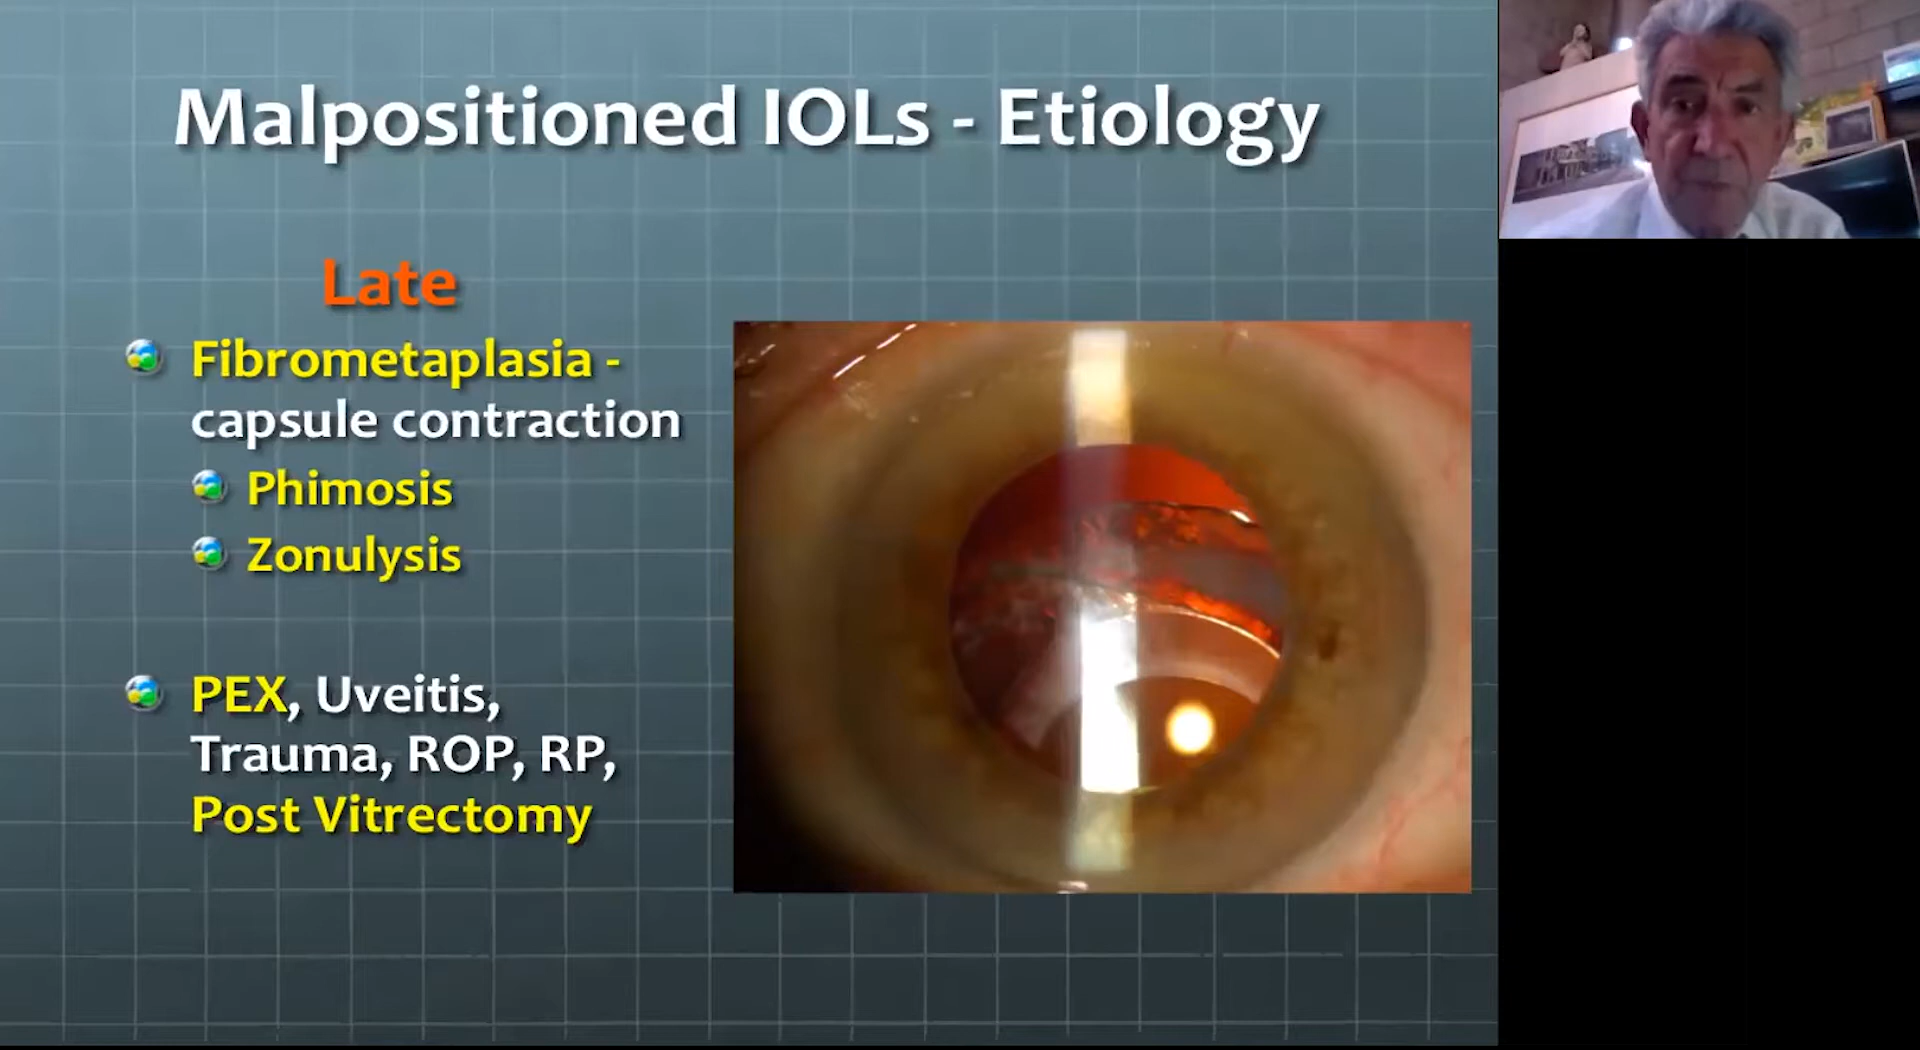 Malpositioned IOLs - Etiology
Late
Fibrometaplasia -
capsule contraction
Phimosis
Zonulysis
PEX, Uveitis,
Trauma, ROP, RP,
Post Vitrectomy